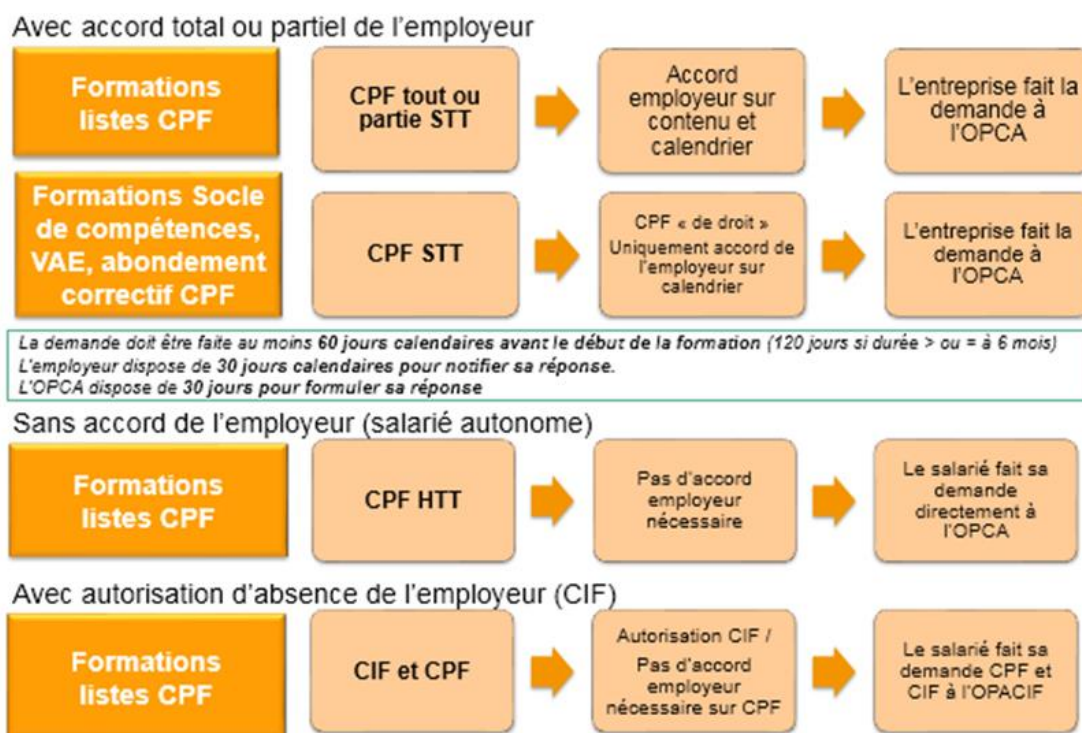 Avec accord total ou partiel de l'employeur
Formations
listes CPF
CPF tout ou
partie STT
Accord
employeur sur
contenu et
calendrier
L'entreprise fait la
demande à
l'OPCA
Formations Socle
de compétences,
VAE, abondement
correctif CPF
CPF STT
CPF « de droit »
Uniquement accord de
l'employeur sur
calendrier
L'entreprise fait la
demande à
l'OPCA
La demande doit être faite au moins 60 jours calendaires avant le début de la formation (120 jours si durée > ou = à 6 mois)
L'employeur dispose de 30 jours calendaires pour notifier sa réponse.
L'OPCA dispose de 30 jours pour formuler sa réponse
Sans accord de l'employeur (salarié autonome)
Formations
listes CPF
CPF HTT
Pas d'accord
employeur
nécessaire
Le salarié fait sa
demande
directement à
l'OPCA
Avec autorisation d'absence de l'employeur (CIF)
Formations
listes CPF
CIF et CPF
Autorisation CIF /
Pas d'accord
employeur
nécessaire sur CPF
Le salarié fait sa
demande CPF et
CIF à l'OPACIF